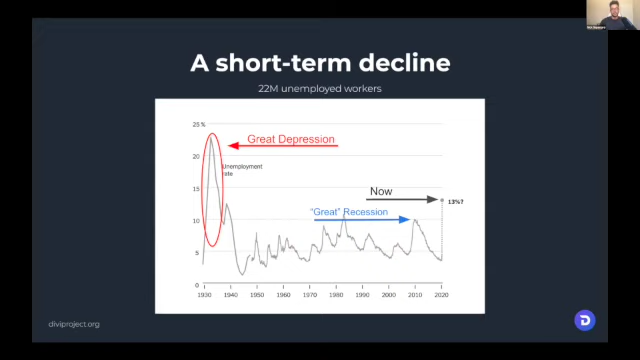 A short-term decline
22M unemployed workers
25%
Great Depression
20
Unemployment
rate
15
Now
13%?
"Great" Recession
10
5
0
1930 1940 1950 1960 1970 1980 1990 2000 2010 2020
diviproject.org